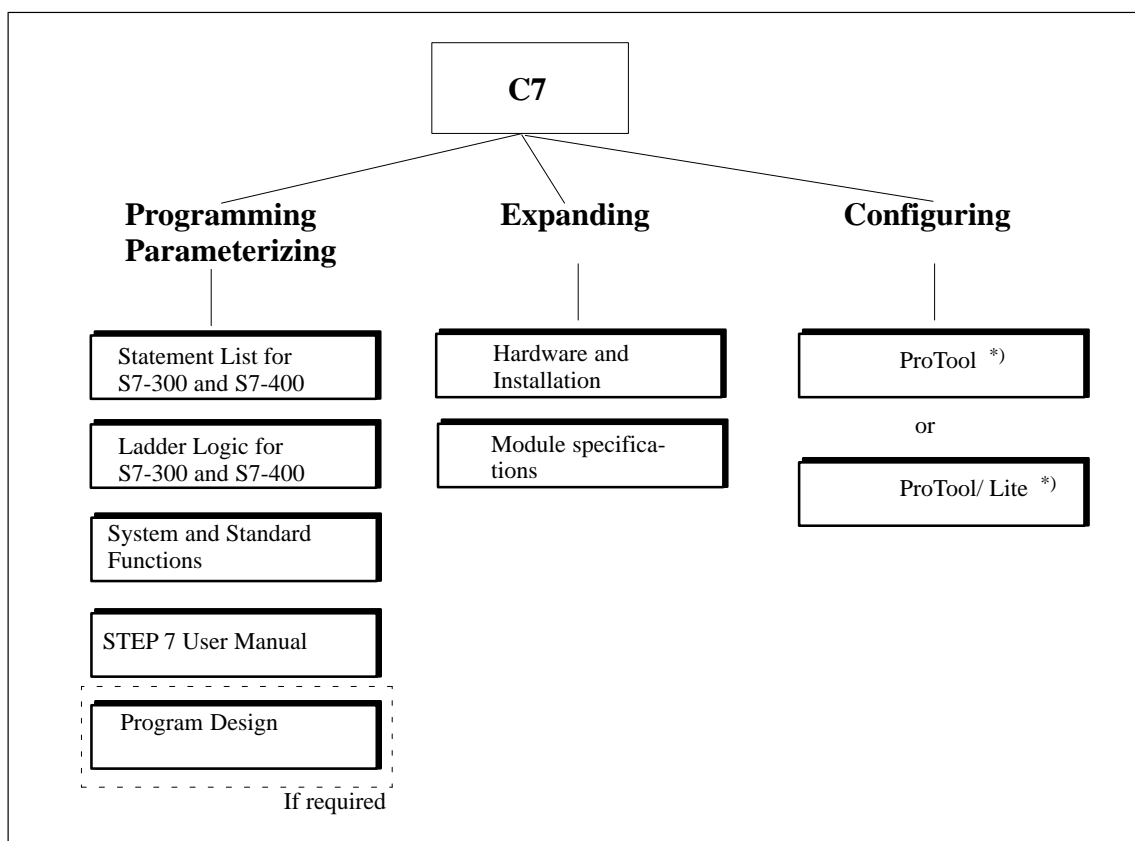 C7
Programming
Parameterizing
Expanding
Configuring
Statement List for
S7-300 and S7-400
Ladder Logic for
S7-300 and S7-400
System and Standard
Functions
STEP 7 User Manual
Program Design
If required
Hardware and
Installation
Module specifica-
tions
ProTool *)
or
ProTool/ Lite *)